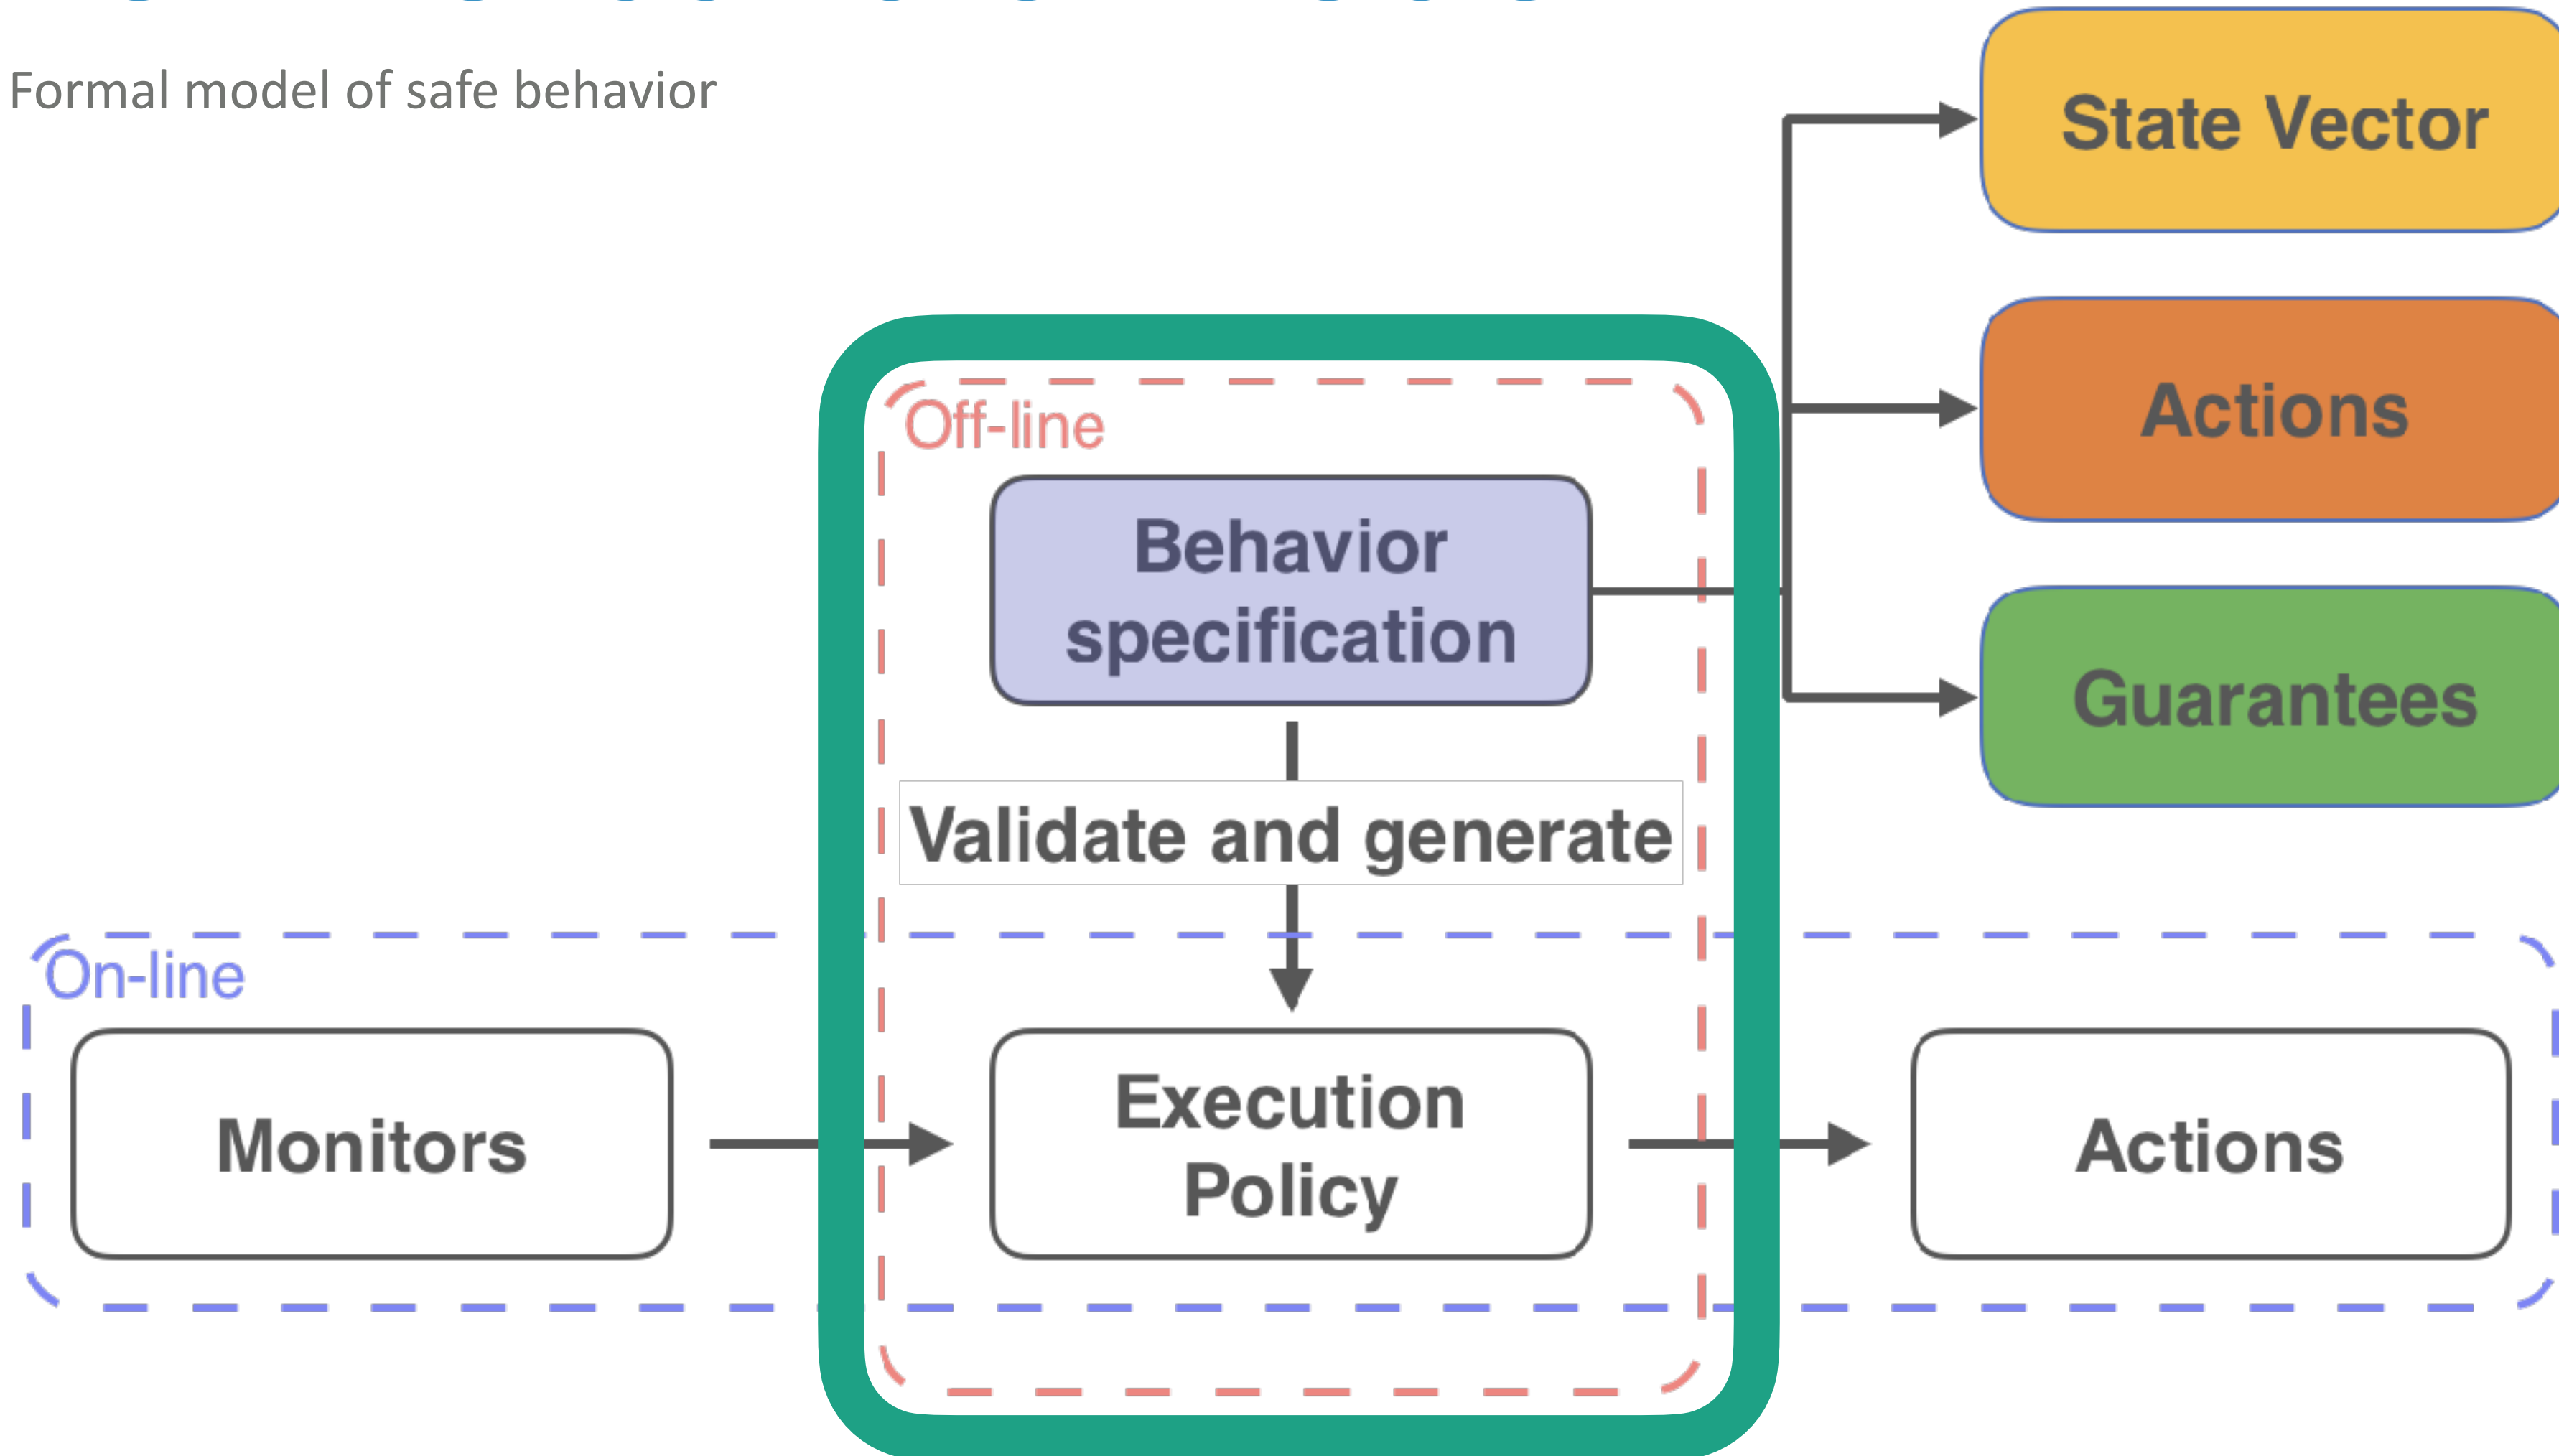 Formal model of safe behavior
State Vector
Actions
Off-line
Behavior
specification
Guarantees
Validate and generate
On-line
Monitors
Execution
Policy
Actions